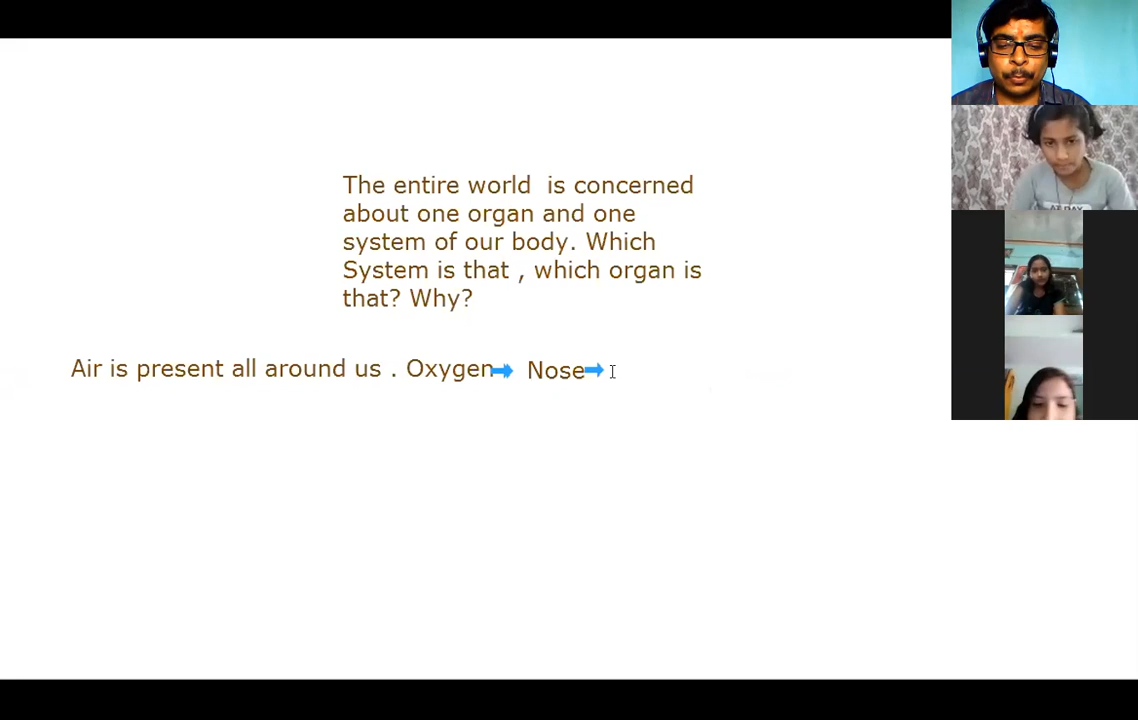 The entire world  is concerned
about one organ and one
system of our body. Which
System is that , which organ is
that? Why?
Air is present all around us . Oxygen Nose